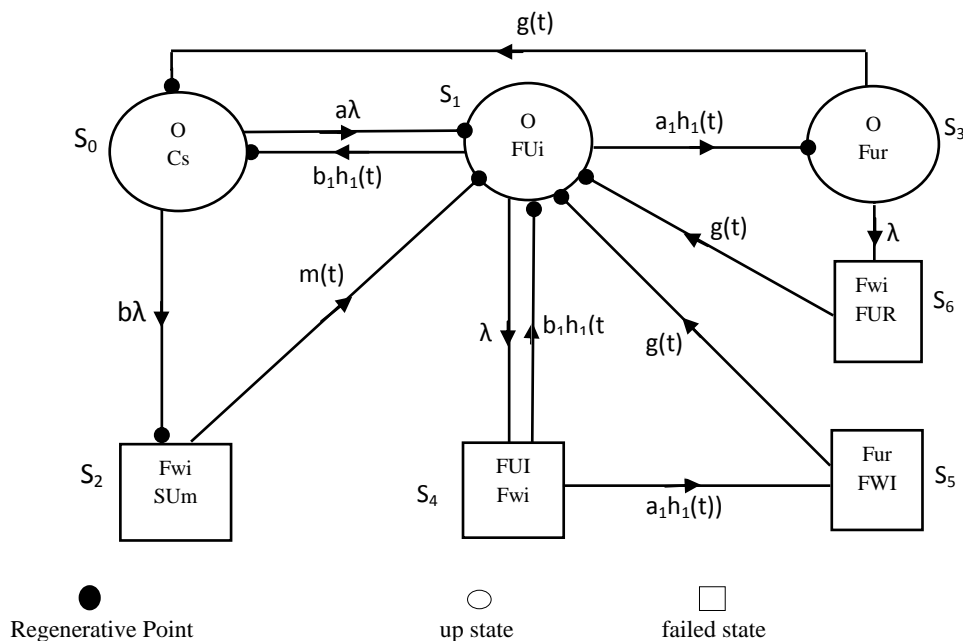 g(t)
S₁
aλ
O
Cs
S₀
O
FUi
a₁h₁(t)
O
Fur
S₃
b₁h₁(t)
g(t)
λ
m(t)
Fwi
FUR
S₆
bλ
λ
b₁h₁(t
g(t)
S₂
Fwi
SUm
S₄
FUI
Fwi
a₁h₁(t))
Fur
FWI
S₅
Regenerative Point
up state
failed state